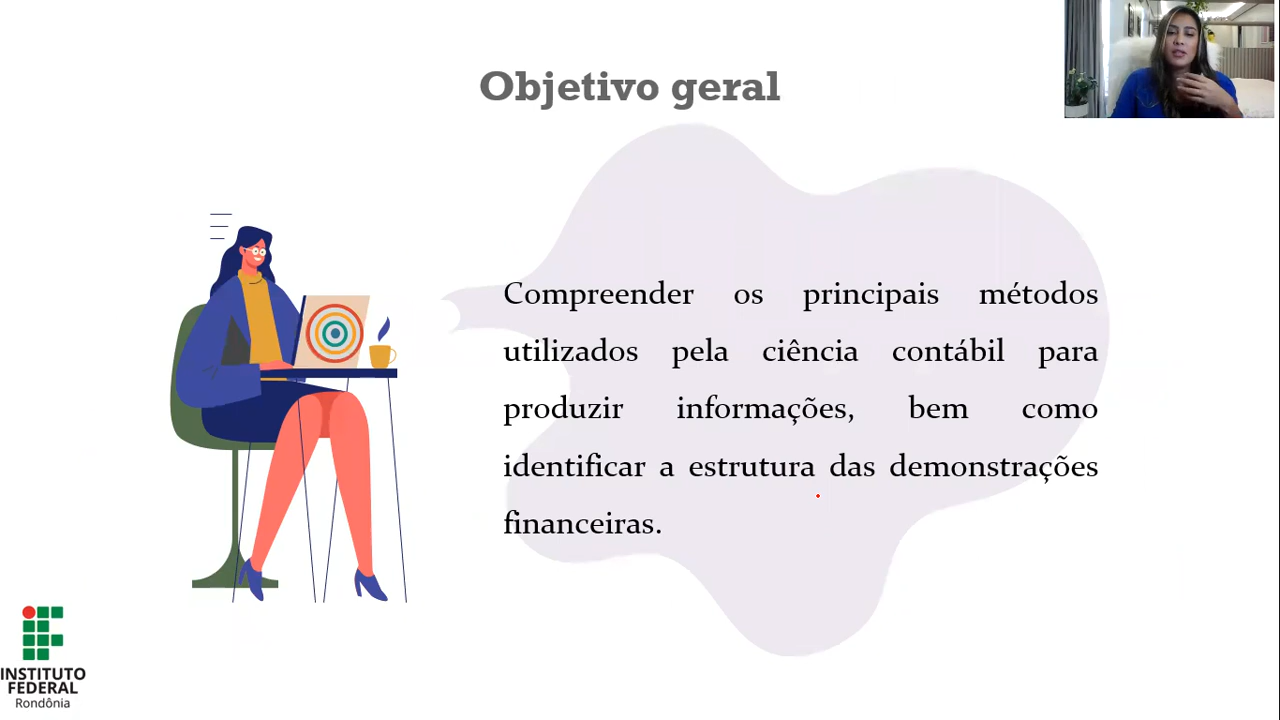 Objetivo geral
Compreender os principais métodos
utilizados pela ciência contábil para
produzir informações, bem como
identificar a estrutura das demonstrações
financeiras.
INSTITUTO
FEDERAL
Rondônia